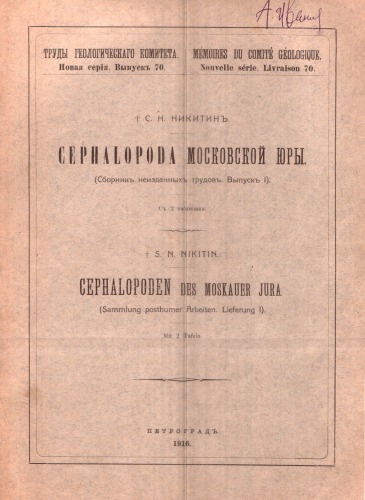 ТРУДЫ ГЕОЛОГИЧЕСКАГО КОМИТЕТА.
Новая серія. Выпускъ 70.
MÉMOIRES DU COMITÉ GÉOLOGIQUE.
Nouvelle série. Livraison 70.
† С. Н. НИКИТИНЪ
CEPHALOPODA МОСКОВСКОЙ ЮРЫ.
(Сборникъ неизданныхъ трудовъ. Выпускъ I).
Съ 2 таблицами.
† S. N. NIKITIN.
CEPHALOPODEN DES MOSKAUER JURA.
(Sammlung posthumer Arbeiten. Lieferung I).
Mit 2 Tafeln.
ПЕТРОГРАДЪ.
1916.